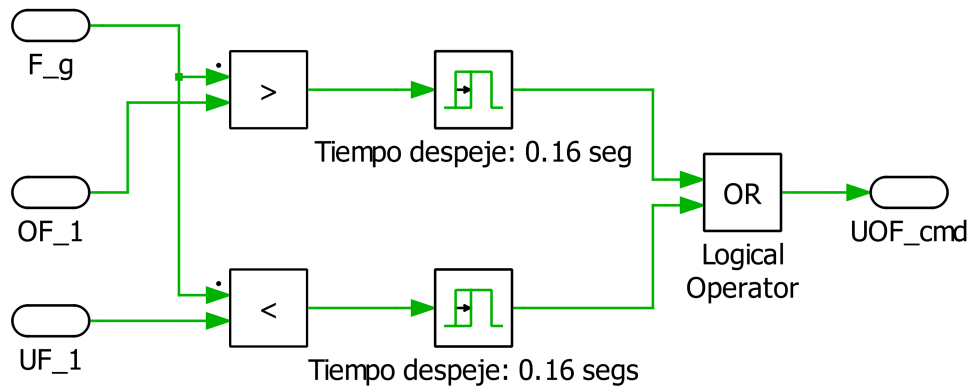 F_g
>
Tiempo despeje: 0.16 seg
OF_1
OR
UOF_cmd
Logical
Operator
<
UF_1
Tiempo despeje: 0.16 segs